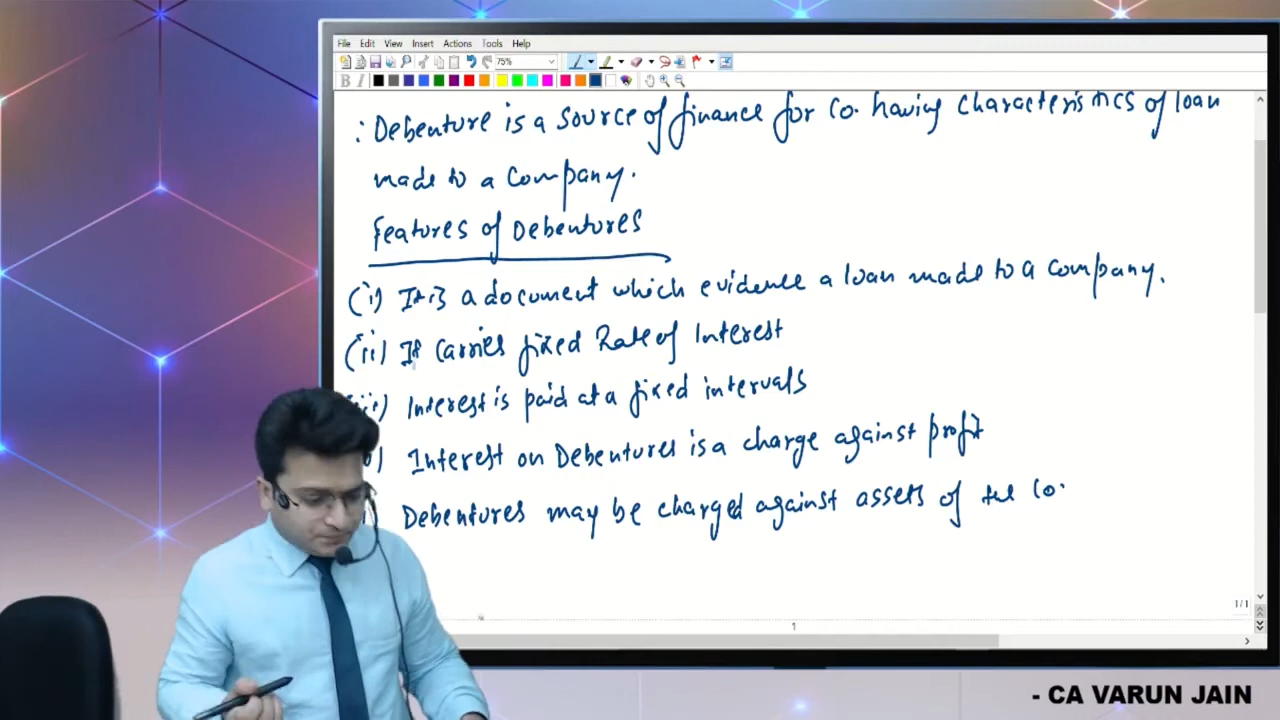 File Edit View Insert Actions Tools Help
75%
B I
: Debenture is a source of finance for Co. having characteristics of loan
made to a Company.
Features of Debentures
(i) It is a document which evidence a loan made to a company.
(ii) It Carries fixed Rate of Interest
Interest is paid at a fixed intervals
Interest on Debentures is a charge against profit
Debentures may be charged against assets of the Co.
1/1
1
- CA VARUN JAIN